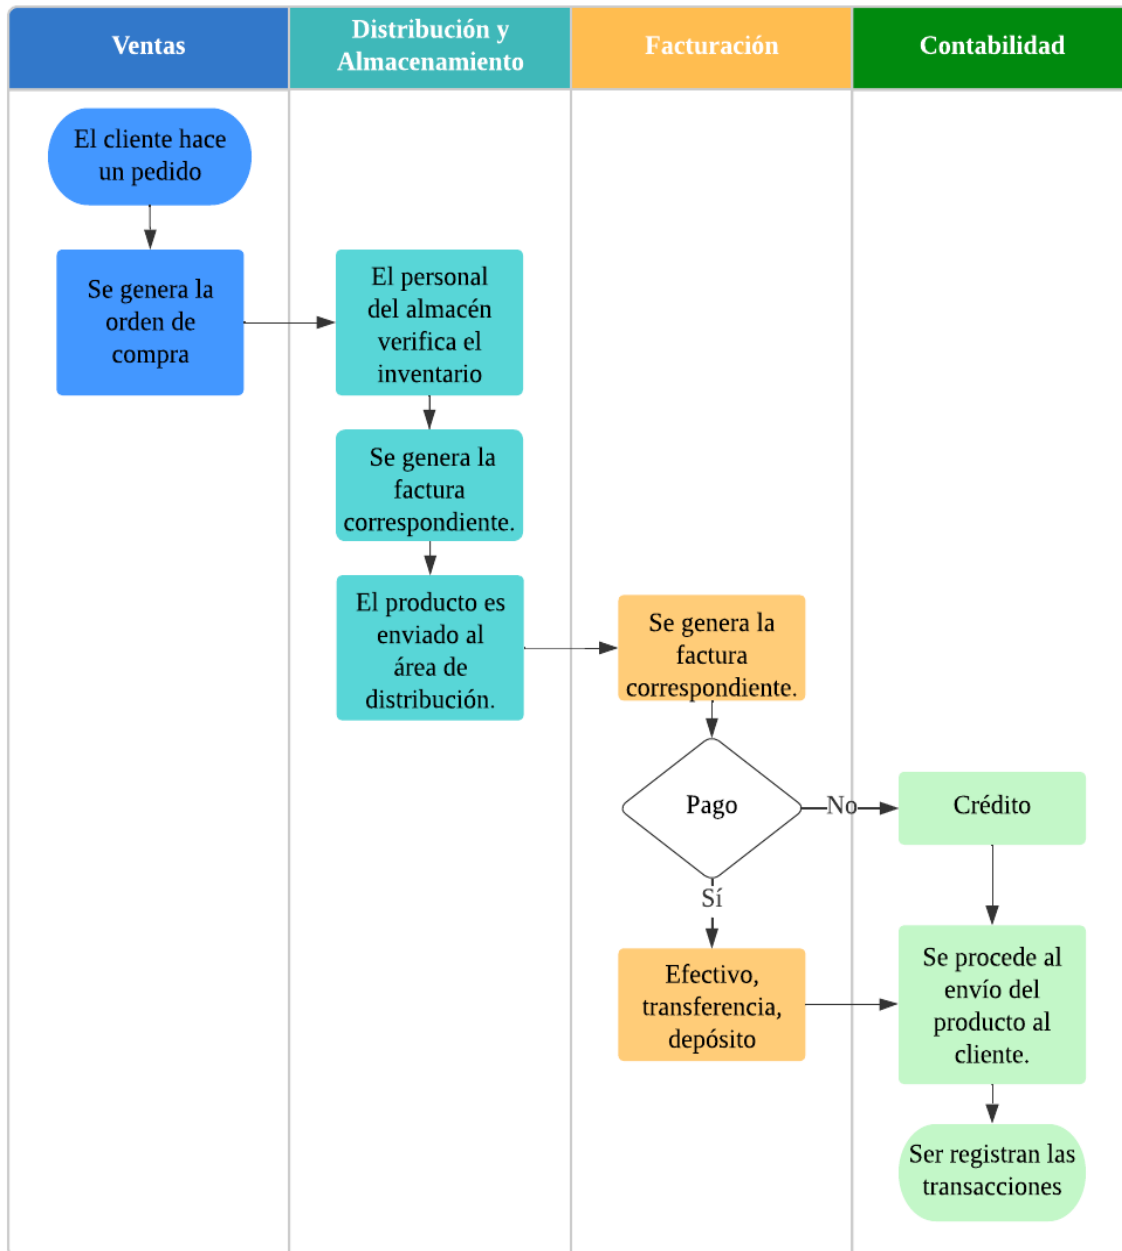 Ventas
Distribución y
Almacenamiento
Facturación
Contabilidad
El cliente hace
un pedido
Se genera la
orden de
compra
El personal
del almacén
verifica el
inventario
Se genera la
factura
correspondiente.
El producto es
enviado al
área de
distribución.
Se genera la
factura
correspondiente.
Pago
No
Crédito
Sí
Efectivo,
transferencia,
depósito
Se procede al
envío del
producto al
cliente.
Ser registran las
transacciones